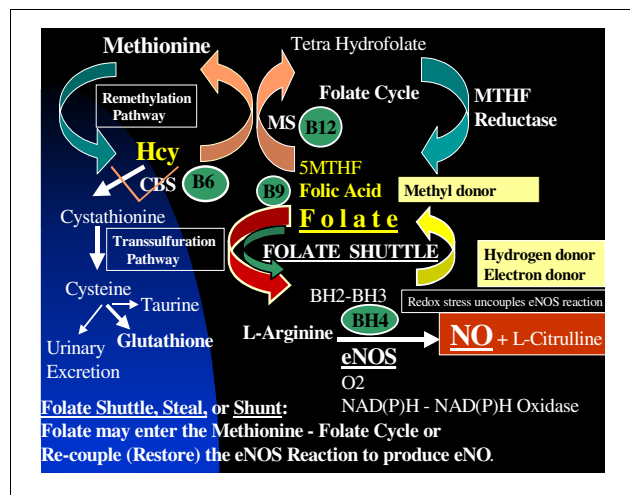 Methionine
Tetra Hydrofolate
Remethylation
Pathway
Folate Cycle
MTHF
Reductase
MS
B12
Hcy
CBS
B6
5MTHF
B9
Folic Acid
Methyl donor
Cystathionine
Folate
Transsulfuration
Pathway
FOLATE SHUTTLE
Hydrogen donor
Electron donor
Cysteine
Taurine
Glutathione
Urinary
Excretion
BH2-BH3
Redox stress uncouples eNOS reaction
L-Arginine
BH4
NO + L-Citrulline
eNOS
O2
NAD(P)H - NAD(P)H Oxidase
Folate Shuttle, Steal, or Shunt:
Folate may enter the Methionine - Folate Cycle or
Re-couple (Restore) the eNOS Reaction to produce eNO.